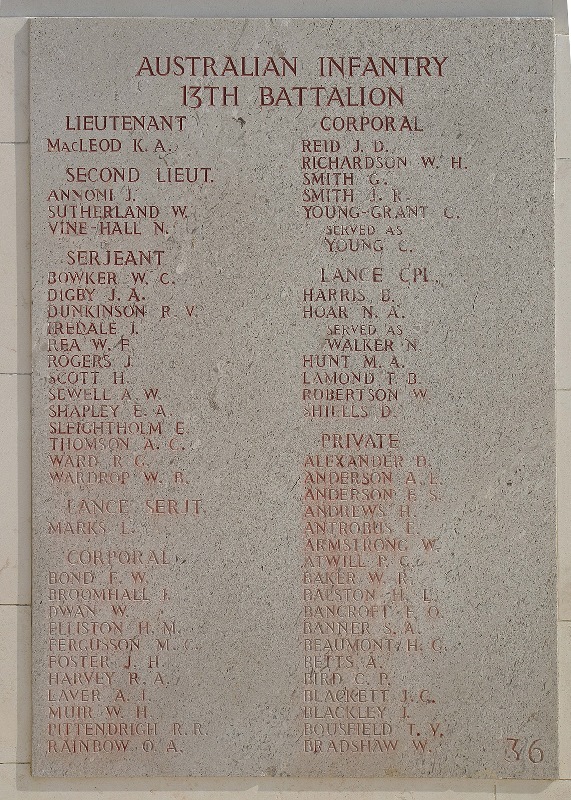 AUSTRALIAN INFANTRY
13TH BATTALION
LIEUTENANT
MACLEOD K. A.
SECOND LIEUT.
ANNONI J.
SUTHERLAND W.
VINE-HALL N.
SERJEANT
BOWKER W. C.
DIGBY J. A.
DUNKINSON R. V.
IREDALE I.
REA W. F.
ROGERS J.
SCOTT H.
SEWELL A. W.
SHAPLEY E. A.
SLEIGHTHOLM E.
THOMSON A. C.
WARD R. G.
WARDROP W. B.
LANCE SERJT.
MARKS L.
CORPORAL
BOND F. W.
BROOMHALL F.
DWAN W.
ELLISTON H. M.
FERGUSSON M. C.
FOSTER J. H.
HARVEY R. A.
LAVER A. J.
MUIR W. H.
PITTENDRIGH R. R.
RAINBOW O. A.
CORPORAL
REID J. D.
RICHARDSON W. H.
SMITH G.
SMITH J. R.
YOUNG-GRANT C.
SERVED AS
YOUNG C.
LANCE CPL.
HARRIS B.
HOAR N. A.
SERVED AS
WALKER N.
HUNT M. A.
LAMOND P. B.
ROBERTSON W.
SHIELLS D.
PRIVATE
ALEXANDER D.
ANDERSON A. E.
ANDERSON E. S.
ANDREWS H.
ANTROBUS E.
ARMSTRONG W.
ATWILL P. C.
BAKER W. R.
BALSTON H. L.
BANCROFT F. O.
BANNER S. A.
BEAUMONT H. G.
BETTS A.
BIRD C. P.
BLACKETT J. C.
BLACKLEY J.
BOUSFIELD T. V.
BRADSHAW W.
36